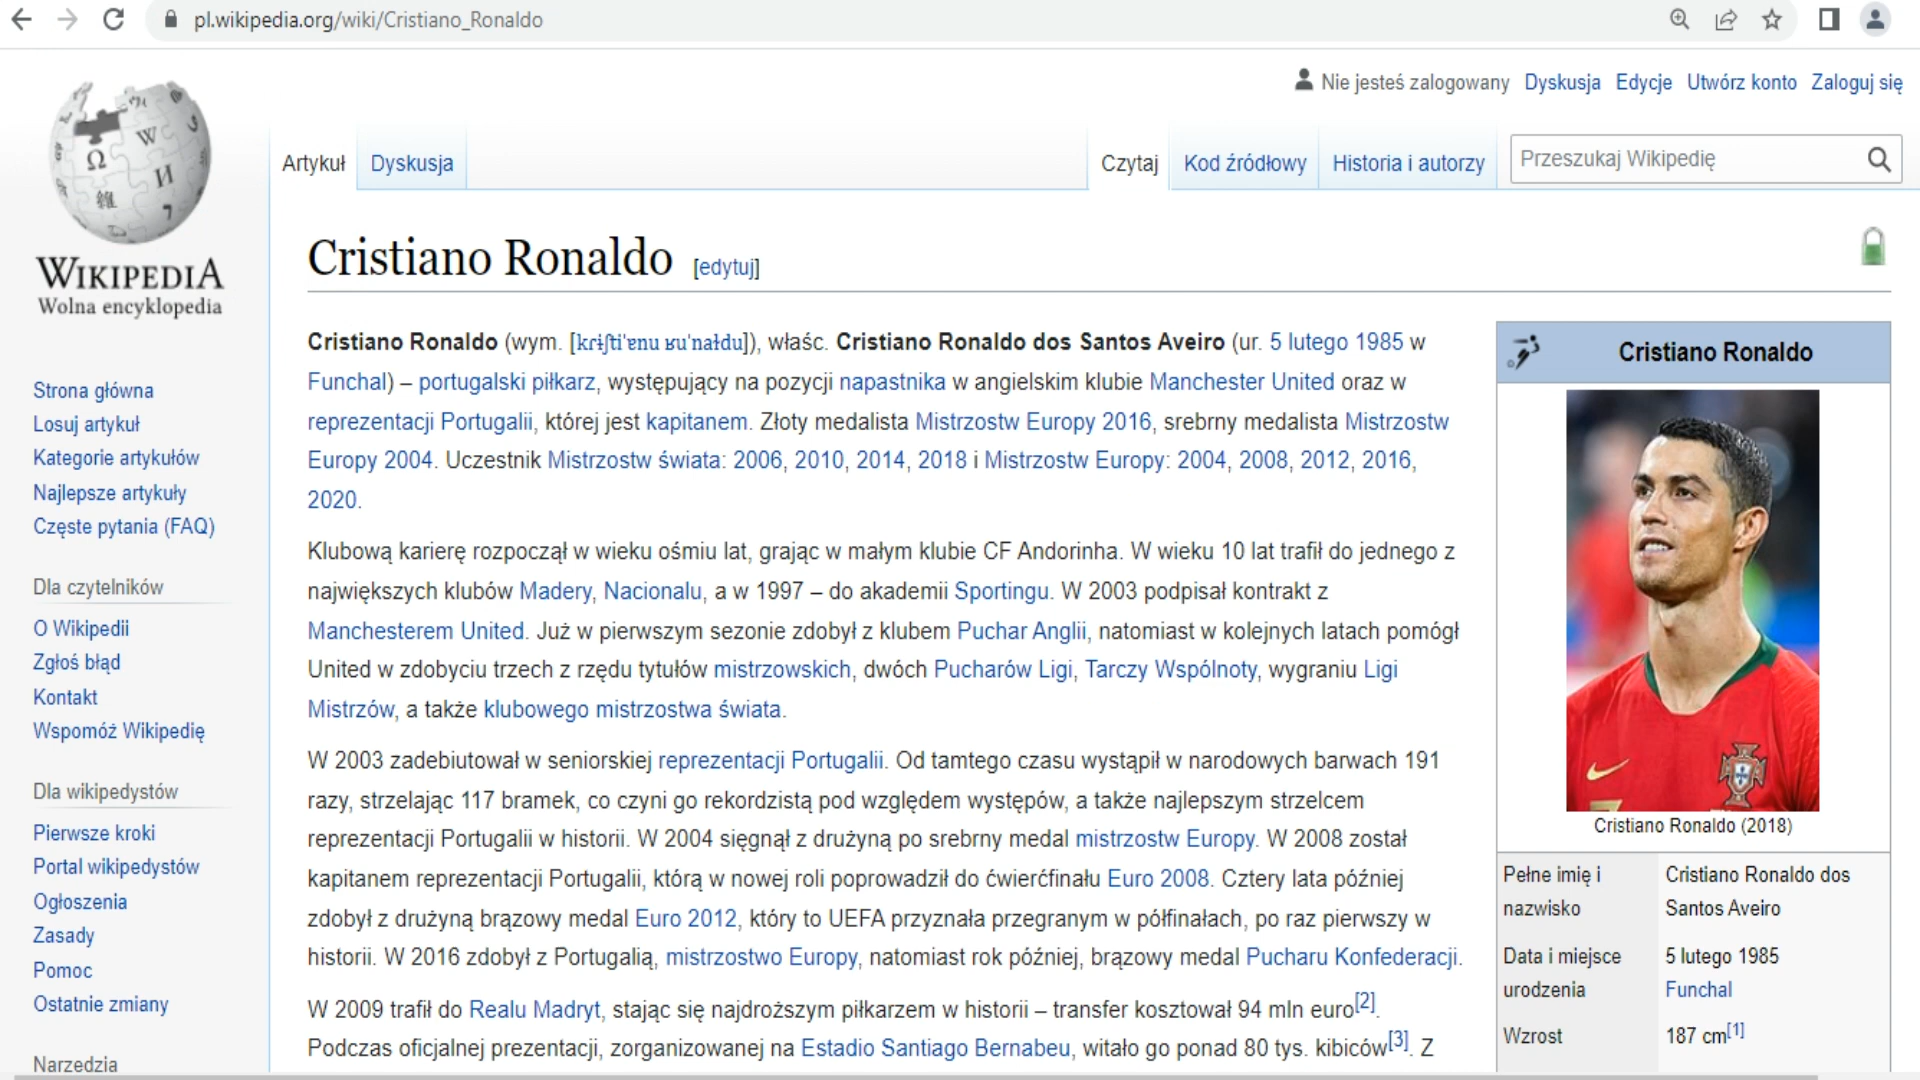 pl.wikipedia.org/wiki/Cristiano_Ronaldo
Nie jesteś zalogowany Dyskusja Edycje Utwórz konto Zaloguj się
Artykuł Dyskusja Czytaj Kod źródłowy Historia i autorzy Przeszukaj Wikipedię
WIKIPEDIA
Wolna encyklopedia
Strona główna
Losuj artykuł
Kategorie artykułów
Najlepsze artykuły
Częste pytania (FAQ)
Dla czytelników
O Wikipedii
Zgłoś błąd
Kontakt
Wspomóż Wikipedię
Dla wikipedystów
Pierwsze kroki
Portal wikipedystów
Ogłoszenia
Zasady
Pomoc
Ostatnie zmiany
Narzędzia
Cristiano Ronaldo [edytuj]
Cristiano Ronaldo (wym. [kɾiʃtiˈɐnu ʁuˈnaɫdu]), właśc. Cristiano Ronaldo dos Santos Aveiro (ur. 5 lutego 1985 w
Funchal) – portugalski piłkarz, występujący na pozycji napastnika w angielskim klubie Manchester United oraz w
reprezentacji Portugalii, której jest kapitanem. Złoty medalista Mistrzostw Europy 2016, srebrny medalista Mistrzostw
Europy 2004. Uczestnik Mistrzostw świata: 2006, 2010, 2014, 2018 i Mistrzostw Europy: 2004, 2008, 2012, 2016,
2020.
Klubową karierę rozpoczął w wieku ośmiu lat, grając w małym klubie CF Andorinha. W wieku 10 lat trafił do jednego z
największych klubów Madery, Nacionalu, a w 1997 – do akademii Sportingu. W 2003 podpisał kontrakt z
Manchesterem United. Już w pierwszym sezonie zdobył z klubem Puchar Anglii, natomiast w kolejnych latach pomógł
United w zdobyciu trzech z rzędu tytułów mistrzowskich, dwóch Pucharów Ligi, Tarczy Wspólnoty, wygraniu Ligi
Mistrzów, a także klubowego mistrzostwa świata.
W 2003 zadebiutował w seniorskiej reprezentacji Portugalii. Od tamtego czasu wystąpił w narodowych barwach 191
razy, strzelając 117 bramek, co czyni go rekordzistą pod względem występów, a także najlepszym strzelcem
reprezentacji Portugalii w historii. W 2004 sięgnął z drużyną po srebrny medal mistrzostw Europy. W 2008 został
kapitanem reprezentacji Portugalii, którą w nowej roli poprowadził do ćwierćfinału Euro 2008. Cztery lata później
zdobył z drużyną brązowy medal Euro 2012, który to UEFA przyznała przegranym w półfinałach, po raz pierwszy w
historii. W 2016 zdobył z Portugalią, mistrzostwo Europy, natomiast rok później, brązowy medal Pucharu Konfederacji.
W 2009 trafił do Realu Madryt, stając się najdroższym piłkarzem w historii – transfer kosztował 94 mln euro[2].
Podczas oficjalnej prezentacji, zorganizowanej na Estadio Santiago Bernabeu, witało go ponad 80 tys. kibiców[3]. Z
Cristiano Ronaldo
Cristiano Ronaldo (2018)
Pełne imię i nazwisko Cristiano Ronaldo dos Santos Aveiro
Data i miejsce urodzenia 5 lutego 1985 Funchal
Wzrost 187 cm[1]